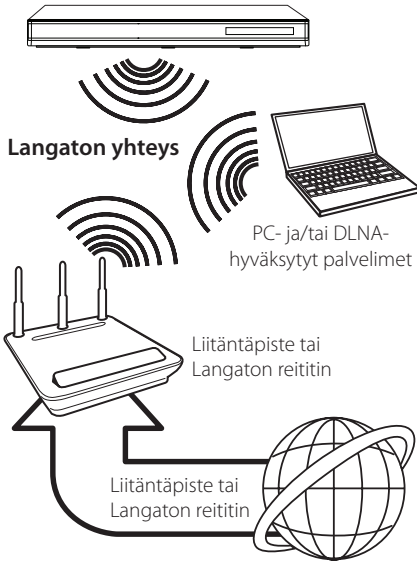 Langaton yhteys
PC- ja/tai DLNA-
hyväksytyt palvelimet
Liitäntäpiste tai
Langaton reititin
Liitäntäpiste tai
Langaton reititin